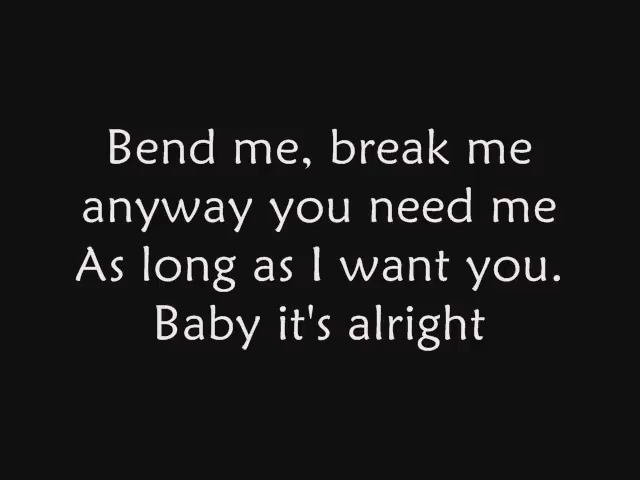 Bend me, break me
anyway you need me
As long as I want you.
Baby it's alright